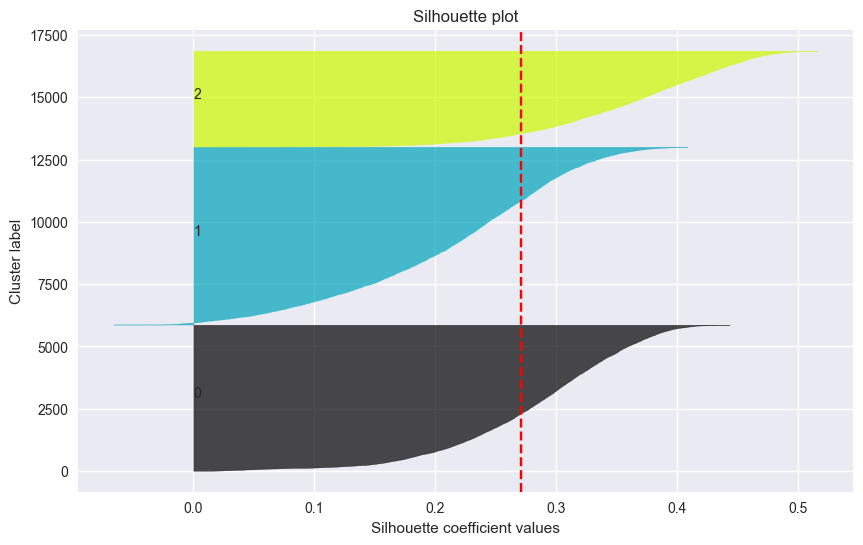 Silhouette plot
17500
15000
12500
10000
7500
5000
2500
0
Cluster label
2
1
0
0.0 0.1 0.2 0.3 0.4 0.5
Silhouette coefficient values